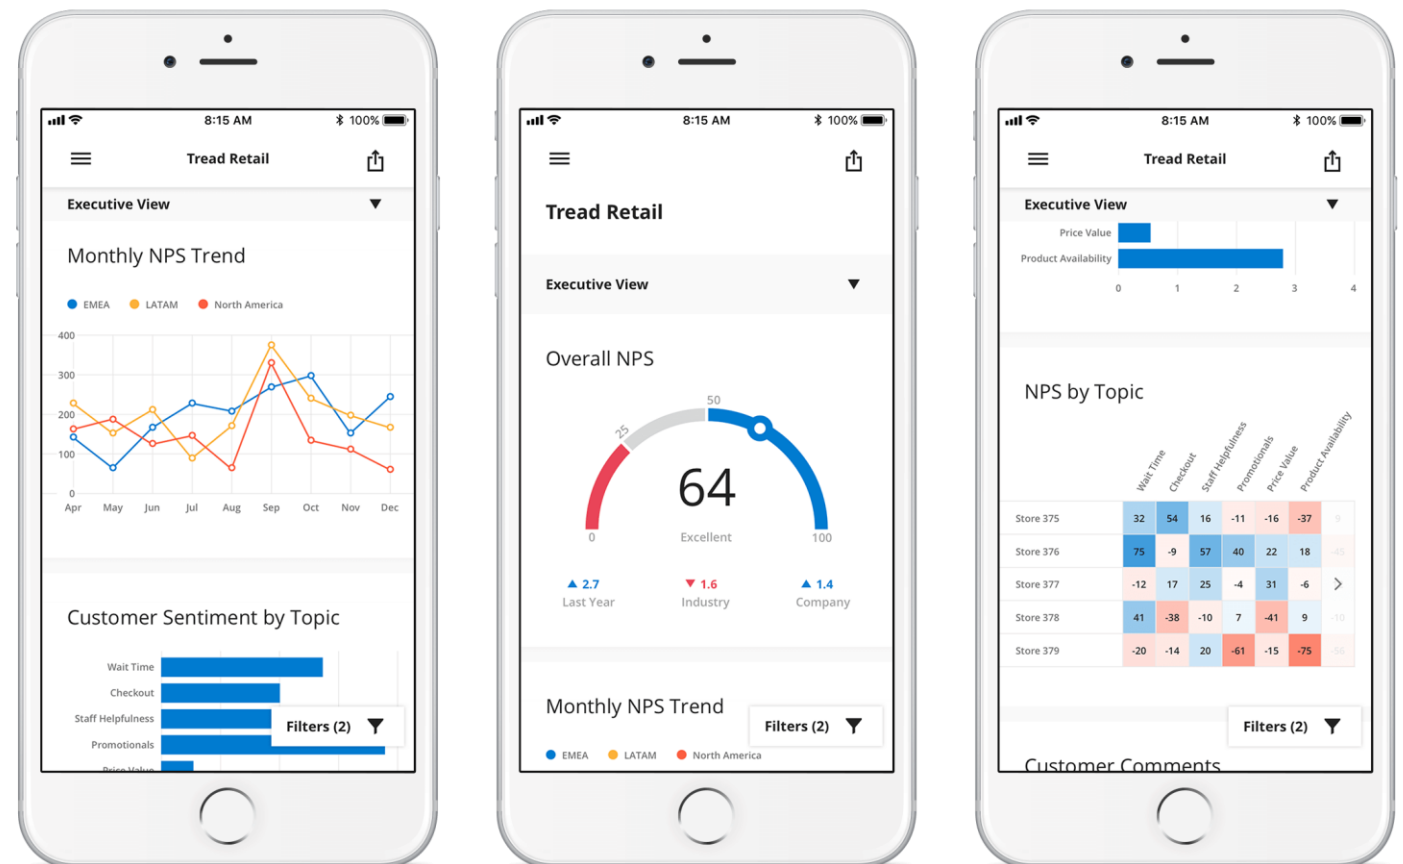 8:15 AM
100%
Tread Retail
Executive View
Monthly NPS Trend
EMEA LATAM North America
400
300
200
100
0
Apr May Jun Jul Aug Sep Oct Nov Dec
Customer Sentiment by Topic
Wait Time
Checkout
Staff Helpfulness
Promotionals
Price Value
Filters (2)
8:15 AM
100%
Tread Retail
Executive View
Overall NPS
50
25
64
0
Excellent
100
▲ 2.7 ▼ 1.6 ▲ 1.4
Last Year Industry Company
Monthly NPS Trend
Filters (2)
EMEA LATAM North America
8:15 AM
100%
Tread Retail
Executive View
Price Value
Product Availability
0 1 2 3 4
NPS by Topic
Wait Time Checkout Staff Helpfulness Promotionals Price Value Product Availability
Store 375 32 54 16 -11 -16 -37 9
Store 376 75 -9 57 40 22 18 -45
Store 377 -12 17 25 -4 31 -6
Store 378 41 -38 -10 7 -41 9 -10
Store 379 -20 -14 20 -61 -15 -75
Filters (2)
Customer Comments